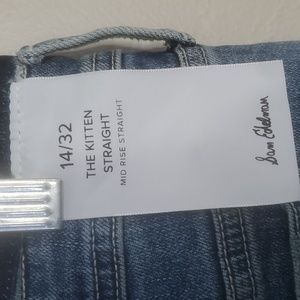 14/32
THE KITTEN
STRAIGHT
MID RISE STRAIGHT
Sam Edelman